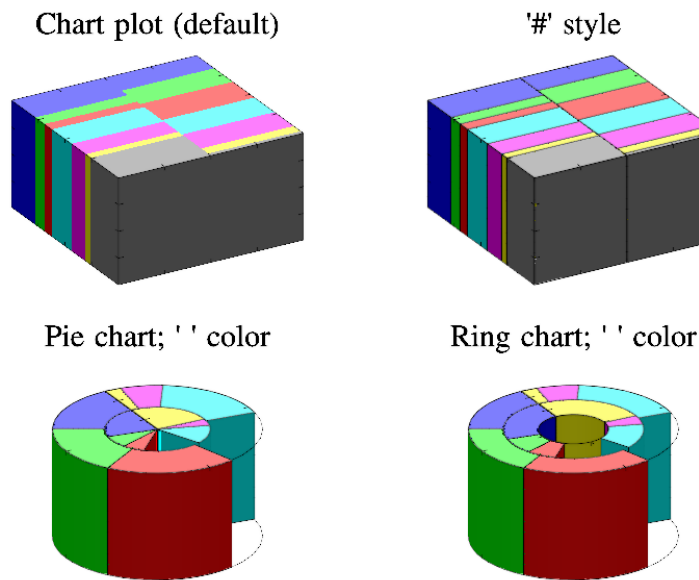 Chart plot (default)
'#' style
Pie chart; ' ' color
Ring chart; ' ' color